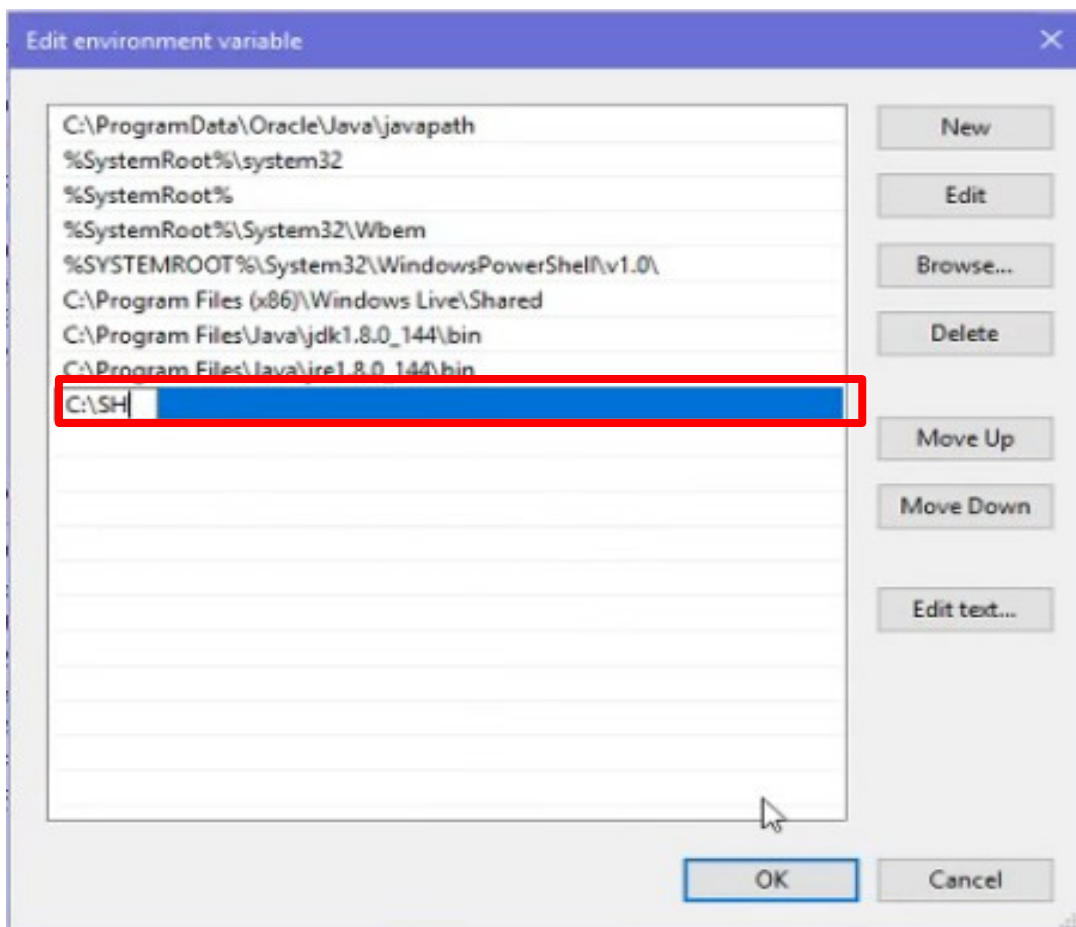 Edit environment variable
C:\ProgramData\Oracle\Java\javapath
%SystemRoot%\system32
%SystemRoot%
%SystemRoot%\System32\Wbem
%SYSTEMROOT%\System32\WindowsPowerShell\v1.0\
C:\Program Files (x86)\Windows Live\Shared
C:\Program Files\Java\jdk1.8.0_144\bin
C:\Program Files\Java\jre1.8.0_144\bin
C:\SH
New
Edit
Browse...
Delete
Move Up
Move Down
Edit text...
OK
Cancel